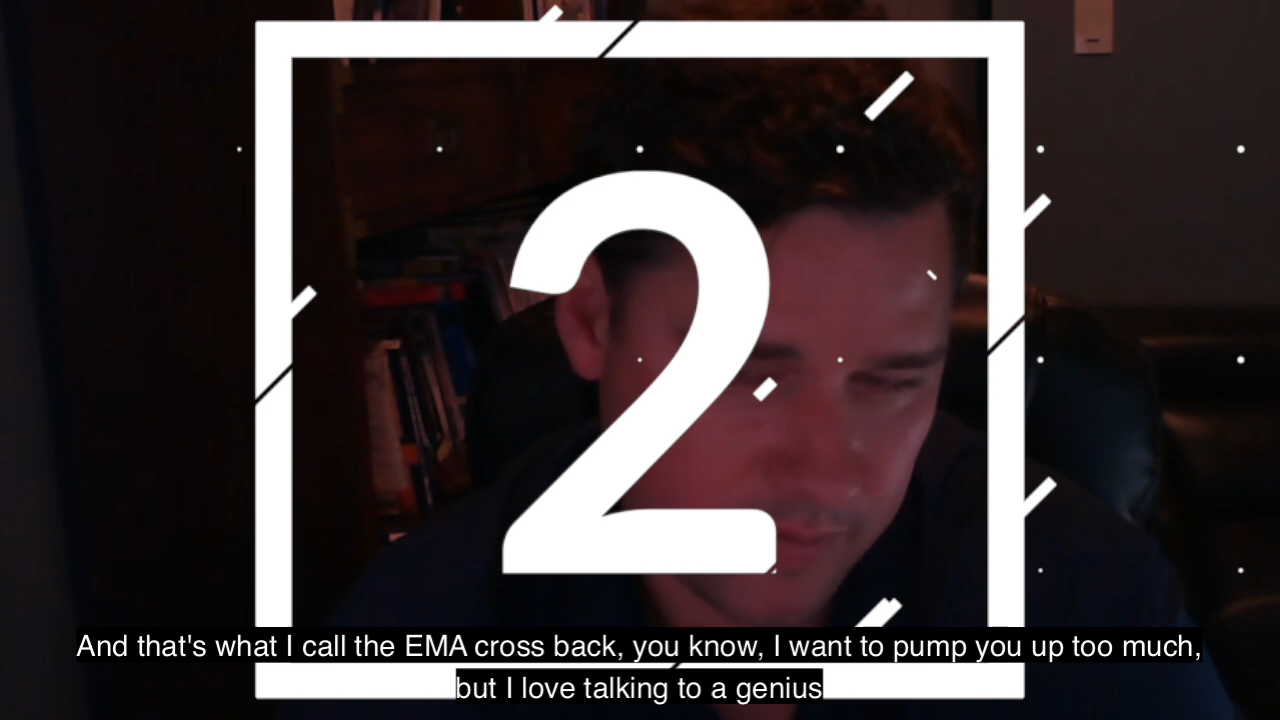 2
And that's what I call the EMA cross back, you know, I want to pump you up too much,
but I love talking to a genius